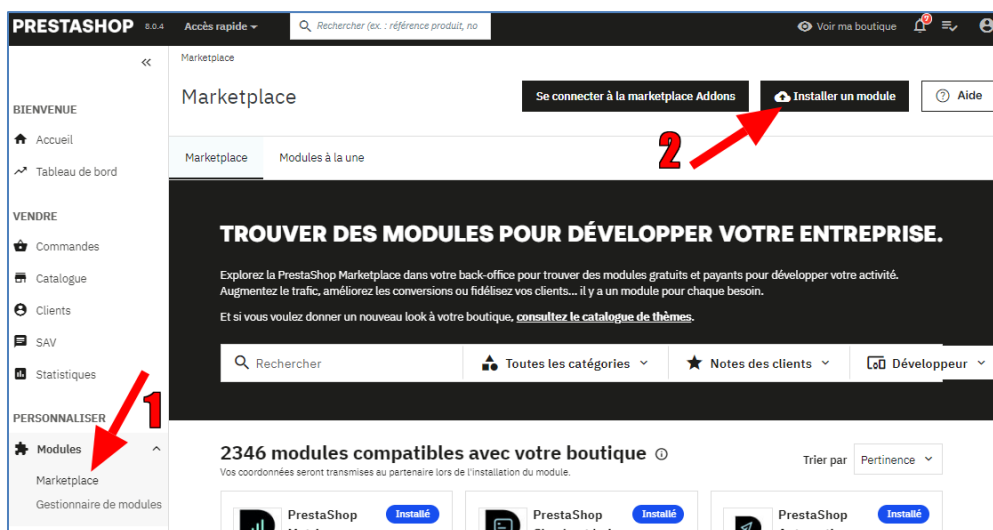 PRESTASHOP 8.0.4 Accès rapide Rechercher (ex. : référence produit, no Voir ma boutique
Marketplace
Marketplace
Se connecter à la marketplace Addons Installer un module Aide
2
Marketplace Modules à la une
BIENVENUE
Accueil
Tableau de bord
VENDRE
Commandes
Catalogue
Clients
SAV
Statistiques
1
PERSONNALISER
Modules
Marketplace
Gestionnaire de modules
TROUVER DES MODULES POUR DÉVELOPPER VOTRE ENTREPRISE.
Explorez la PrestaShop Marketplace dans votre back-office pour trouver des modules gratuits et payants pour développer votre activité.
Augmentez le trafic, améliorez les conversions ou fidélisez vos clients... il y a un module pour chaque besoin.
Et si vous voulez donner un nouveau look à votre boutique, consultez le catalogue de thèmes.
Rechercher Toutes les catégories Notes des clients Développeur
2346 modules compatibles avec votre boutique
Vos coordonnées seront transmises au partenaire lors de l'installation du module.
Trier par Pertinence
PrestaShop Installé
PrestaShop Installé
PrestaShop Installé